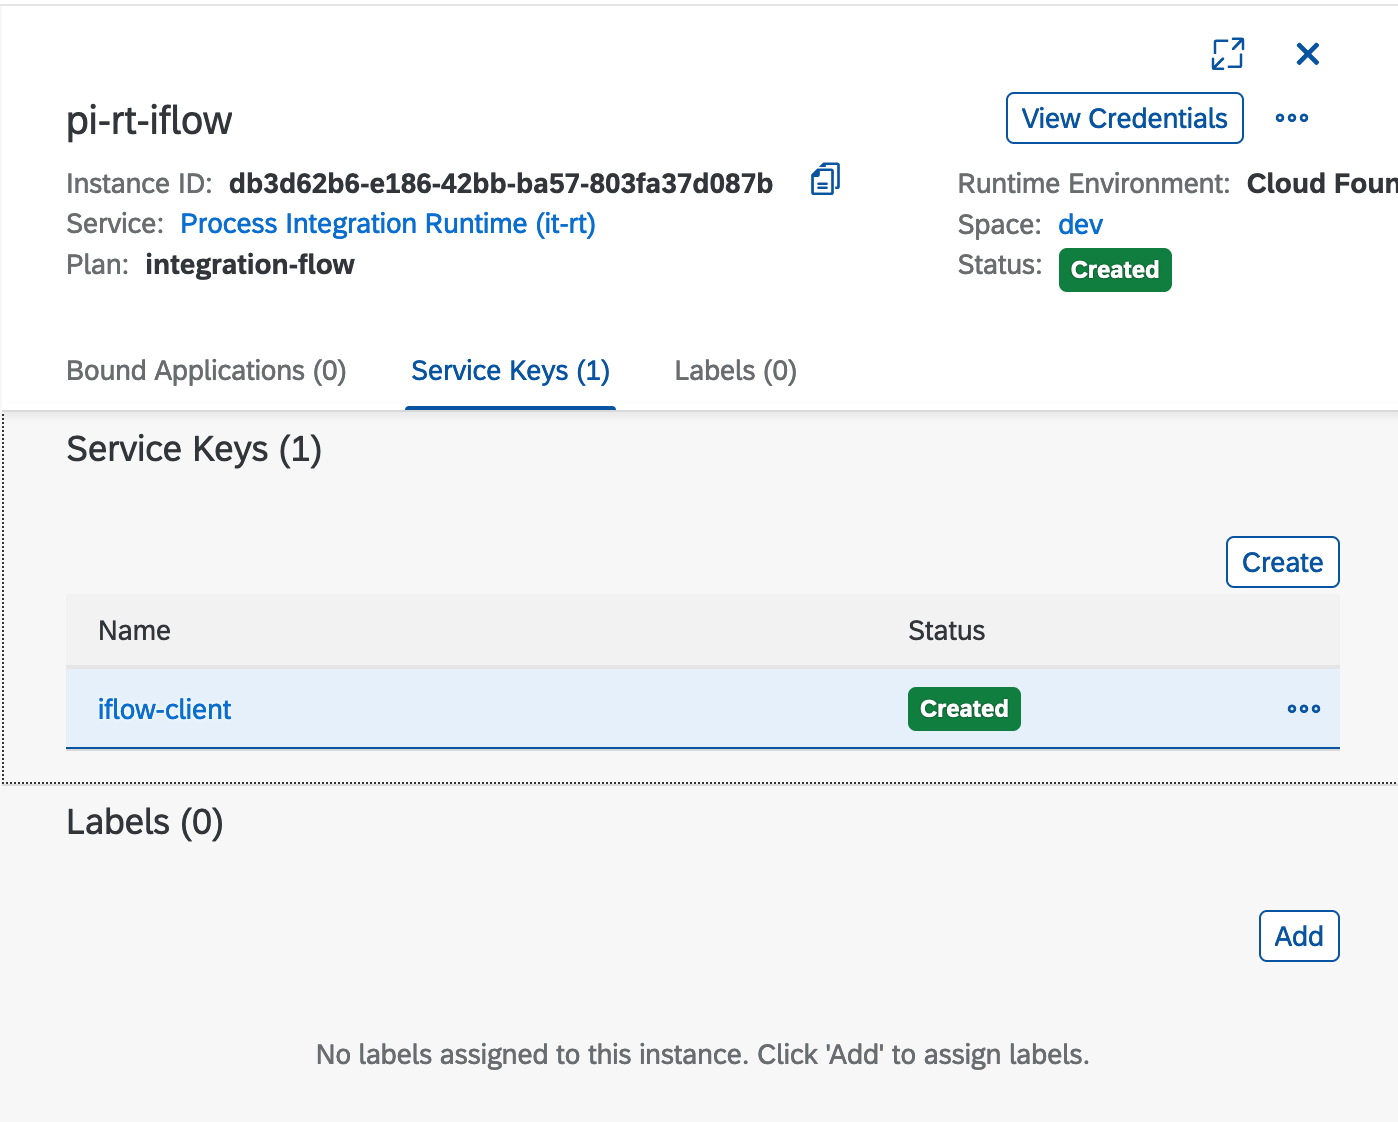 pi-rt-iflow
View Credentials
Instance ID: db3d62b6-e186-42bb-ba57-803fa37d087b
Service: Process Integration Runtime (it-rt)
Plan: integration-flow
Runtime Environment: Cloud Foun
Space: dev
Status: Created
Bound Applications (0)
Service Keys (1)
Labels (0)
Service Keys (1)
Create
Name
Status
iflow-client
Created
Labels (0)
Add
No labels assigned to this instance. Click 'Add' to assign labels.